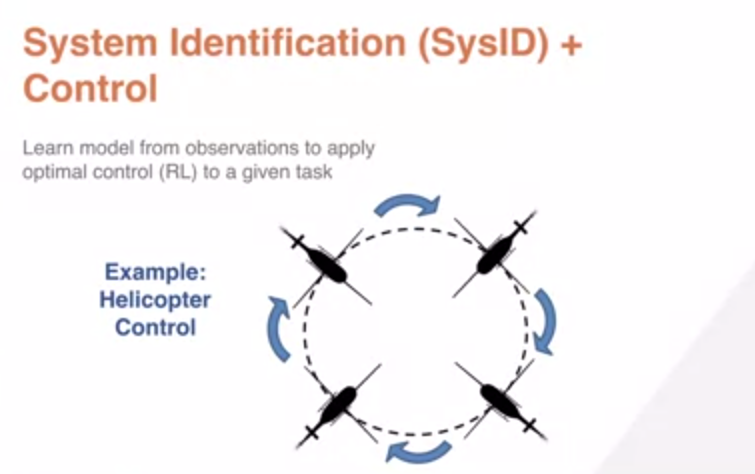 System Identification (SysID) +
Control
Learn model from observations to apply
optimal control (RL) to a given task
Example:
Helicopter
Control